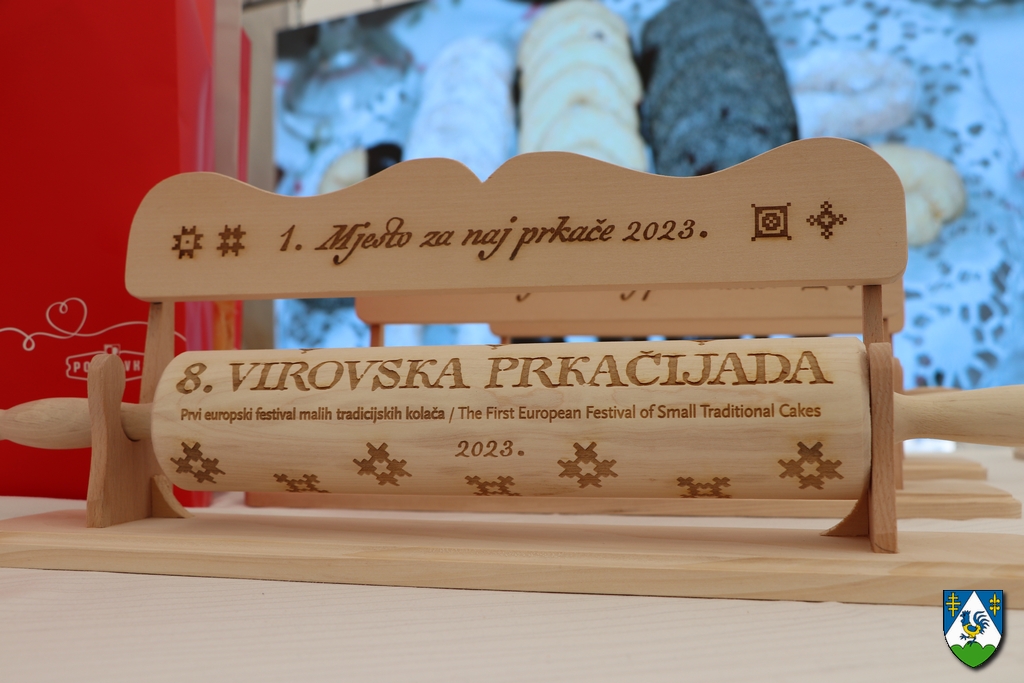 1. Mjesto za naj prkače 2023.
8. VIROVSKA PRKAČIJADA
Prvi europski festival malih tradicijskih kolača / The First European Festival of Small Traditional Cakes
2023.